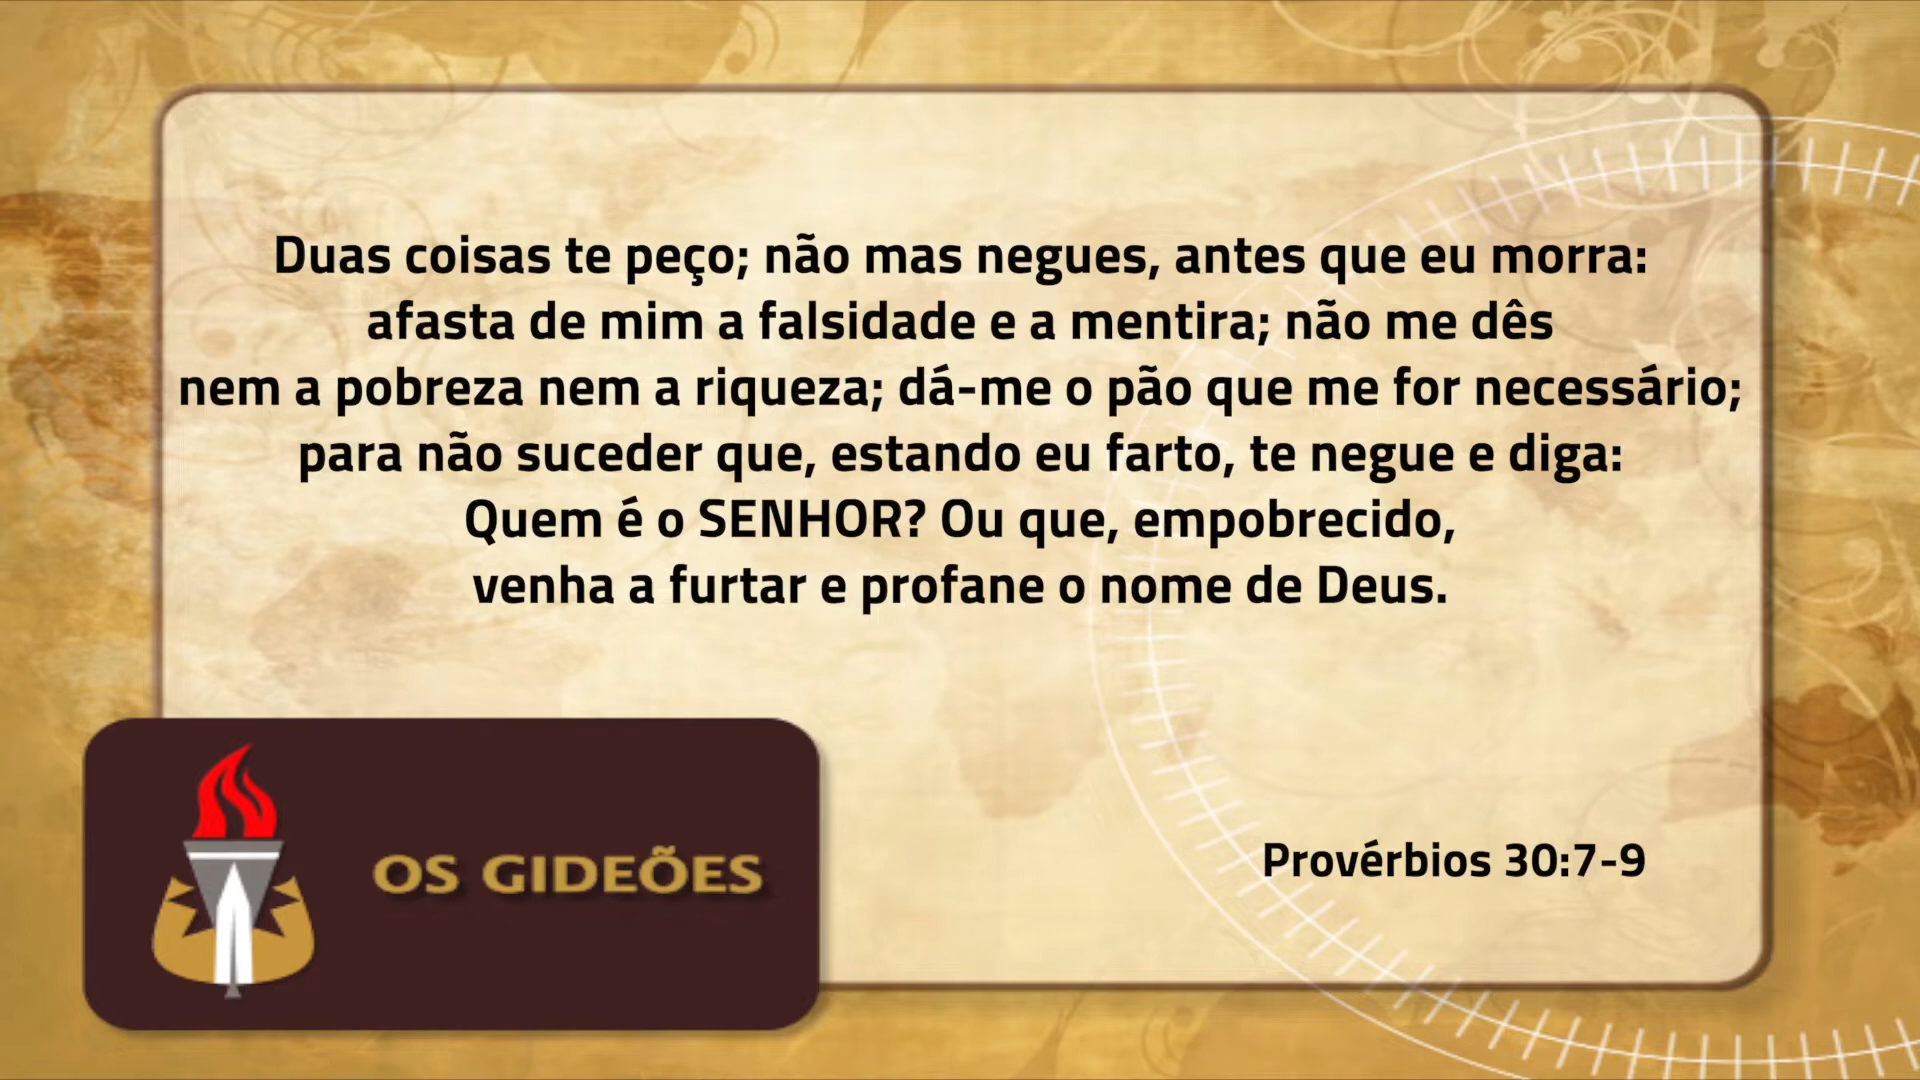 Duas coisas te peço; não mas negues, antes que eu morra:
afasta de mim a falsidade e a mentira; não me dês
nem a pobreza nem a riqueza; dá-me o pão que me for necessário;
para não suceder que, estando eu farto, te negue e diga:
Quem é o SENHOR? Ou que, empobrecido,
venha a furtar e profane o nome de Deus.
OS GIDEÕES
Provérbios 30:7-9